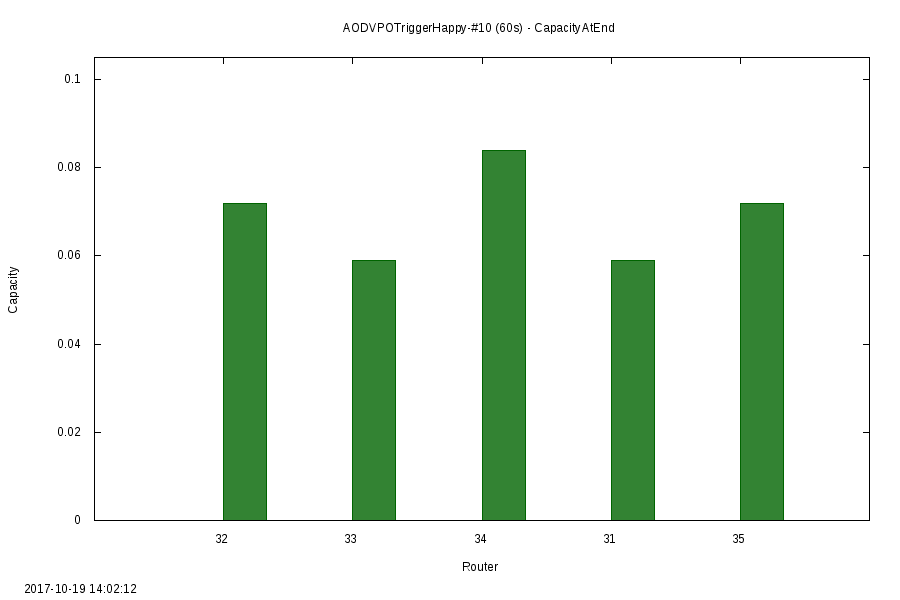 AODVPOTriggerHappy-#10 (60s) - CapacityAtEnd
0.1
0.08
0.06
0.04
0.02
0
Capacity
32 33 34 31 35
Router
2017-10-19 14:02:12